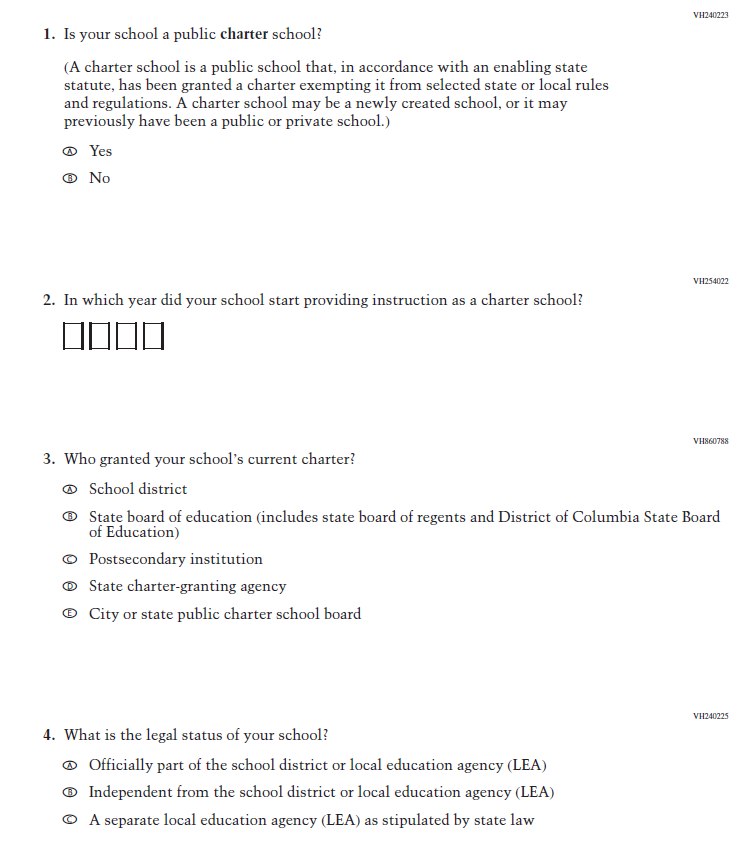 VH240223
1. Is your school a public charter school?
(A charter school is a public school that, in accordance with an enabling state
statute, has been granted a charter exempting it from selected state or local rules
and regulations. A charter school may be a newly created school, or it may
previously have been a public or private school.)
A Yes
B No
VH254022
2. In which year did your school start providing instruction as a charter school?
VH860788
3. Who granted your school's current charter?
A School district
B State board of education (includes state board of regents and District of Columbia State Board
of Education)
C Postsecondary institution
D State charter-granting agency
E City or state public charter school board
VH240225
4. What is the legal status of your school?
A Officially part of the school district or local education agency (LEA)
B Independent from the school district or local education agency (LEA)
C A separate local education agency (LEA) as stipulated by state law